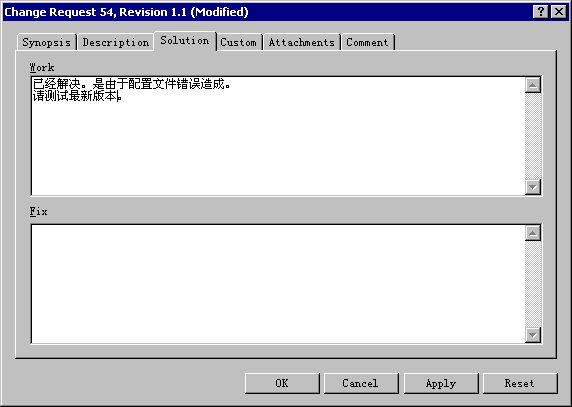 Change Request 54, Revision 1.1 (Modified)
Synopsis Description Solution Custom Attachments Comment
Work
已经解决。是由于配置文件错误造成。
请测试最新版本。
Fix
OK Cancel Apply Reset